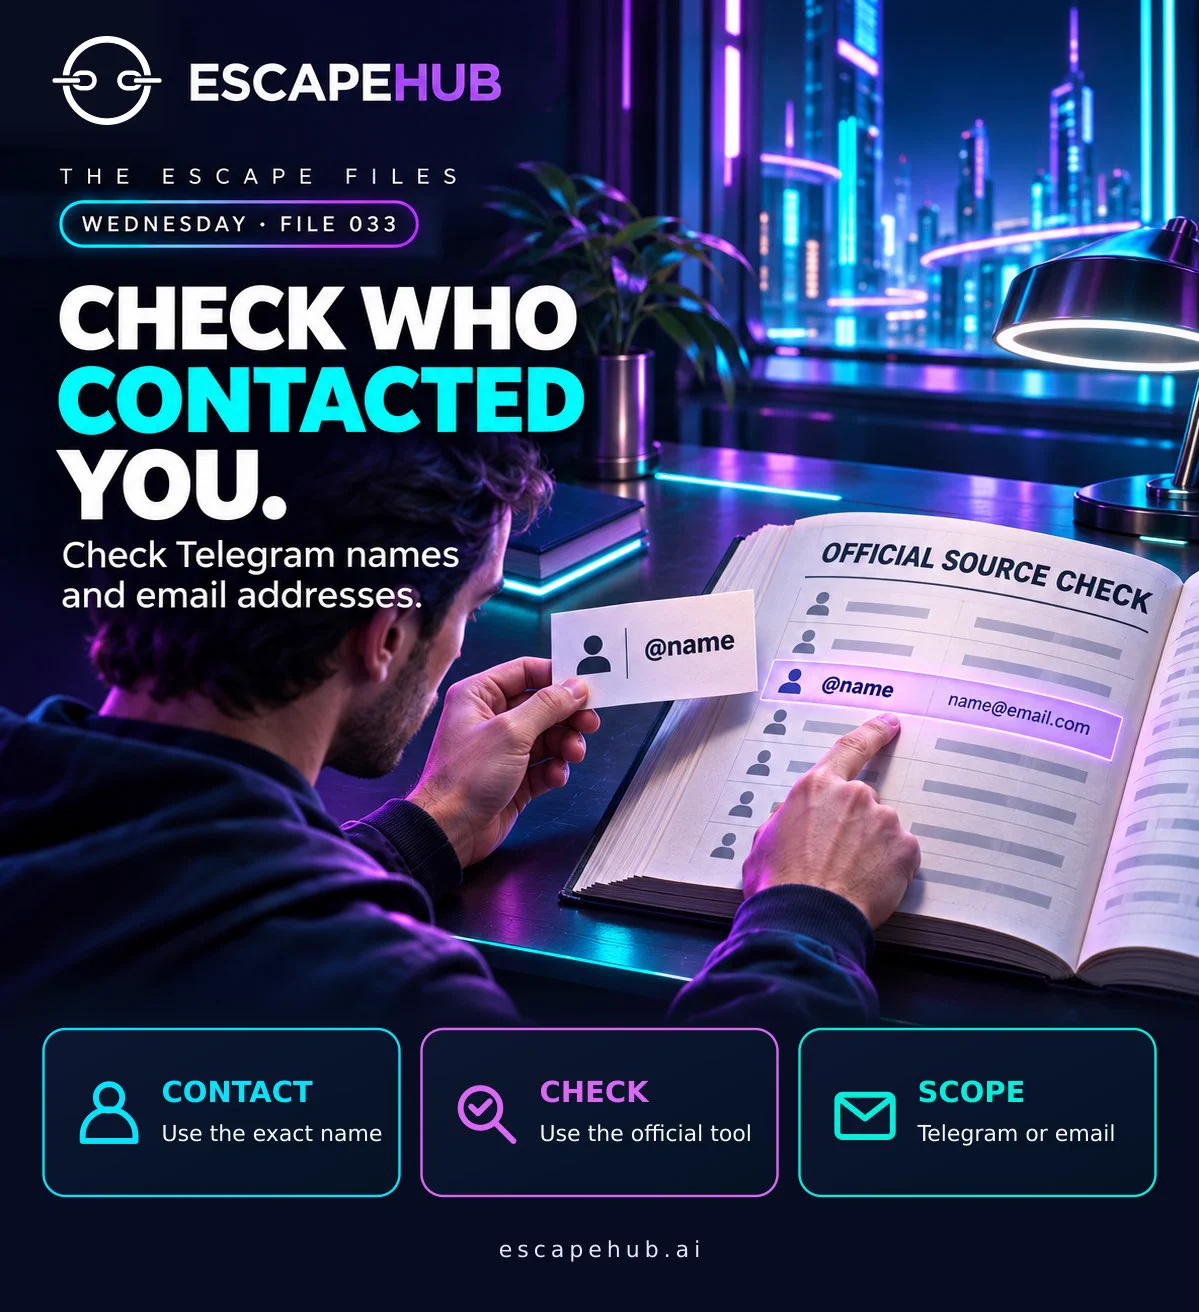 ESCAPEHUB
THE ESCAPE FILES
WEDNESDAY · FILE 033
CHECK WHO
CONTACTED
YOU.
Check Telegram names
and email addresses.
OFFICIAL SOURCE CHECK
@name
@name name@email.com
CONTACT
Use the exact name
CHECK
Use the official tool
SCOPE
Telegram or email
escapehub.ai